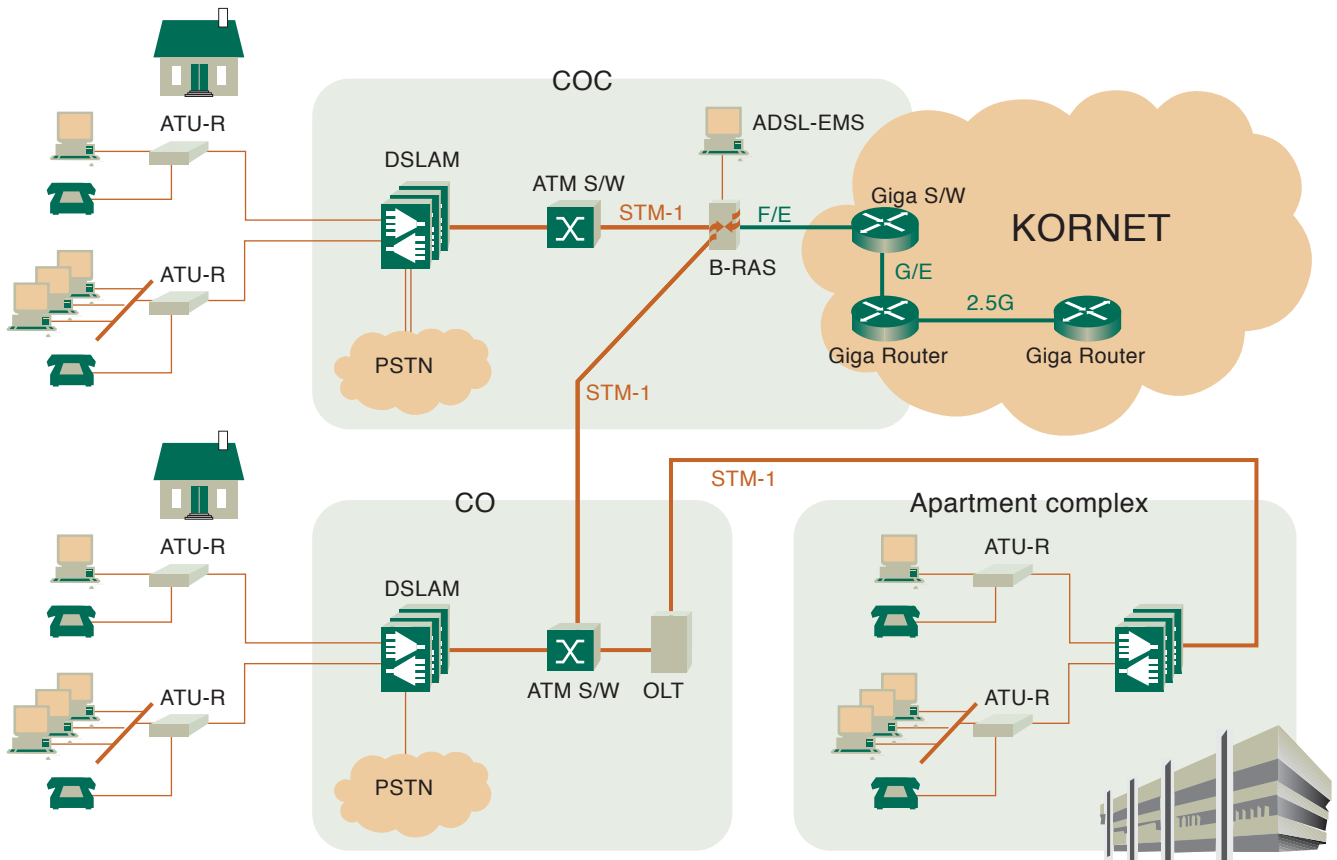 COC
ATU-R
ADSL-EMS
DSLAM
ATM S/W
Giga S/W
STM-1
F/E
KORNET
B-RAS
G/E
ATU-R
2.5G
Giga Router
Giga Router
PSTN
STM-1
STM-1
CO
Apartment complex
ATU-R
ATU-R
DSLAM
ATU-R
ATM S/W
OLT
ATU-R
PSTN